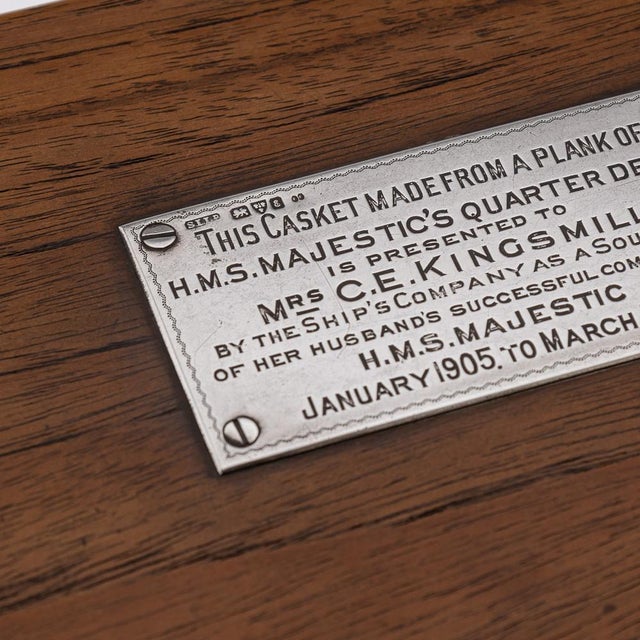 THIS CASKET MADE FROM A PLANK OF
H.M.S. MAJESTIC'S QUARTER DE
IS PRESENTED TO
MRS C.E. KINGSMILL
BY THE SHIP'S COMPANY AS A SOU
OF HER HUSBAND'S SUCCESSFUL COM
H.M.S. MAJESTIC
JANUARY 1905. TO MARCH